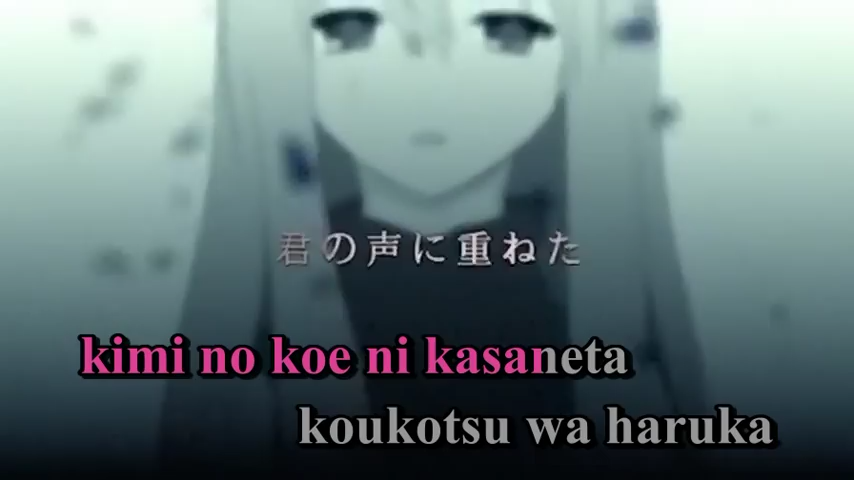 君の声に重ねた
kimi no koe ni kasaneta
koukotsu wa haruka